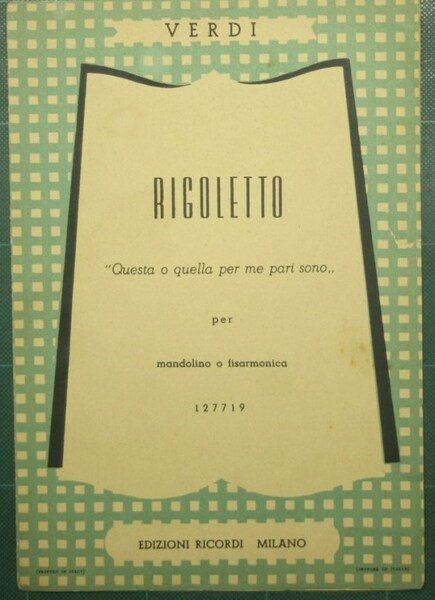 VERDI
RIGOLETTO
"Questa o quella per me pari sono„
per
mandolino o fisarmonica
127719
EDIZIONI RICORDI MILANO